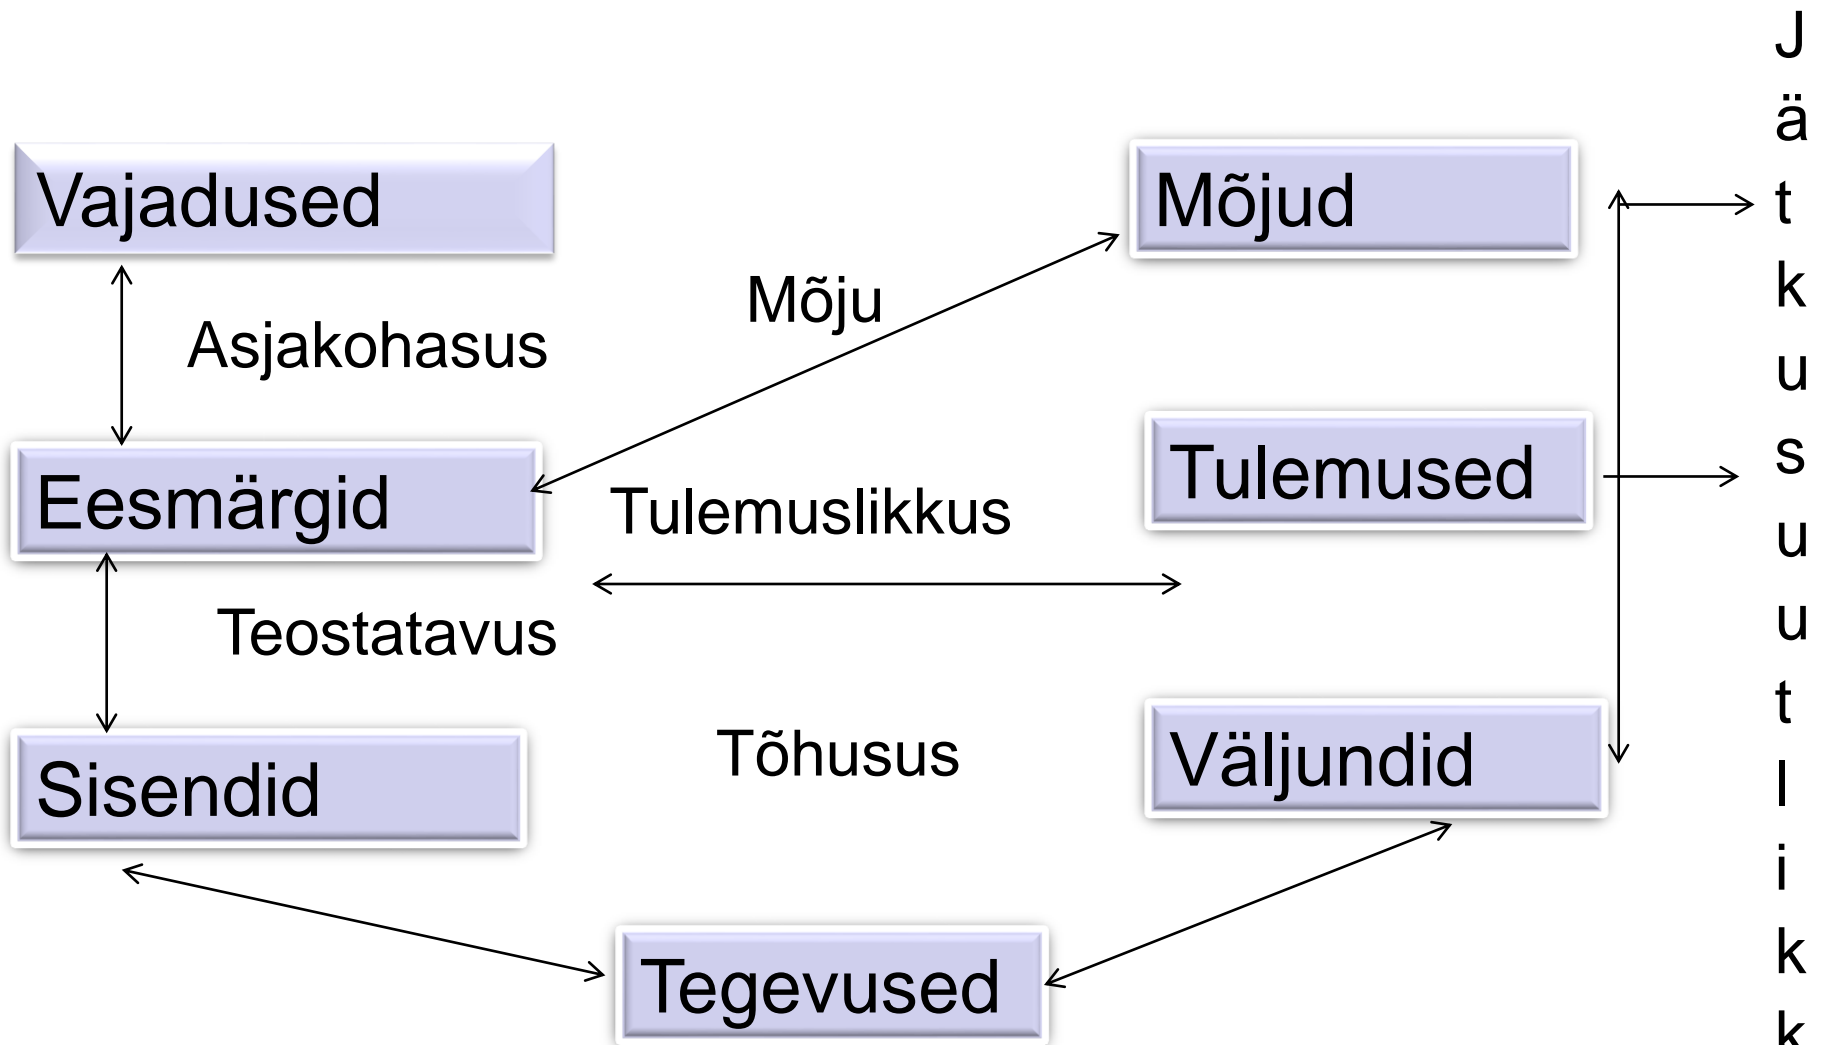 Vajadused
Asjakohasus
Eesmärgid
Teostatavus
Sisendid
Mõju
Tulemuslikkus
Tõhusus
Tegevused
Mõjud
Tulemused
Väljundid
J
ä
t
k
u
s
u
u
t
l
i
k
k